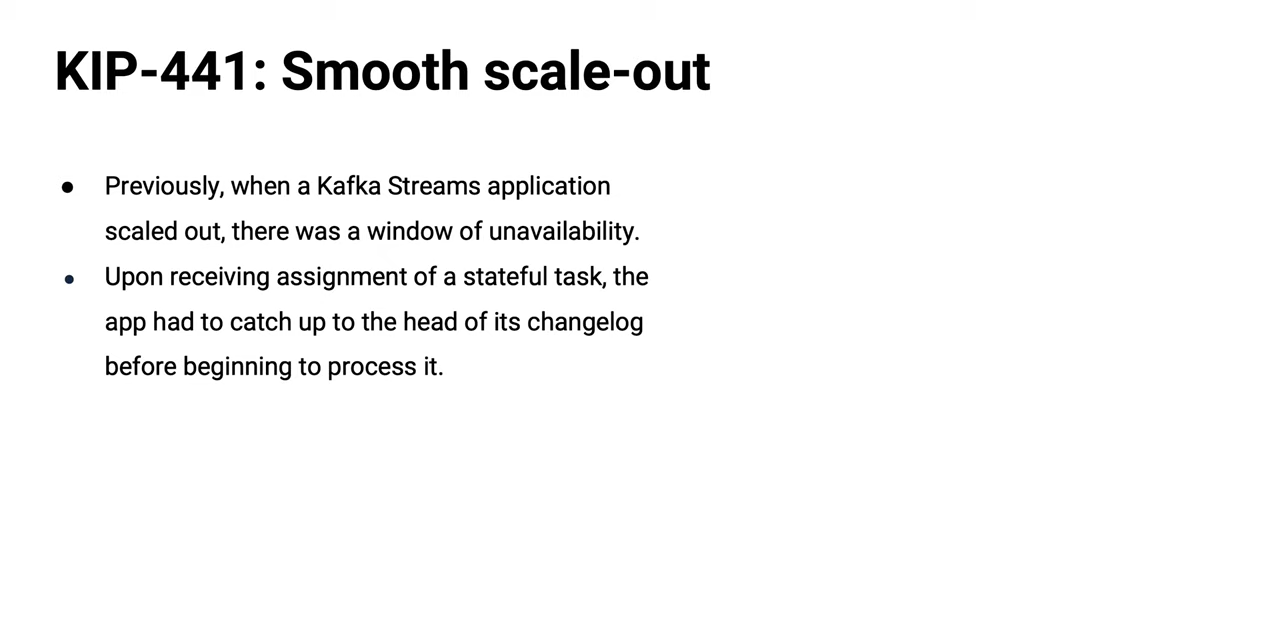 KIP-441: Smooth scale-out
● Previously, when a Kafka Streams application
scaled out, there was a window of unavailability.
● Upon receiving assignment of a stateful task, the
app had to catch up to the head of its changelog
before beginning to process it.